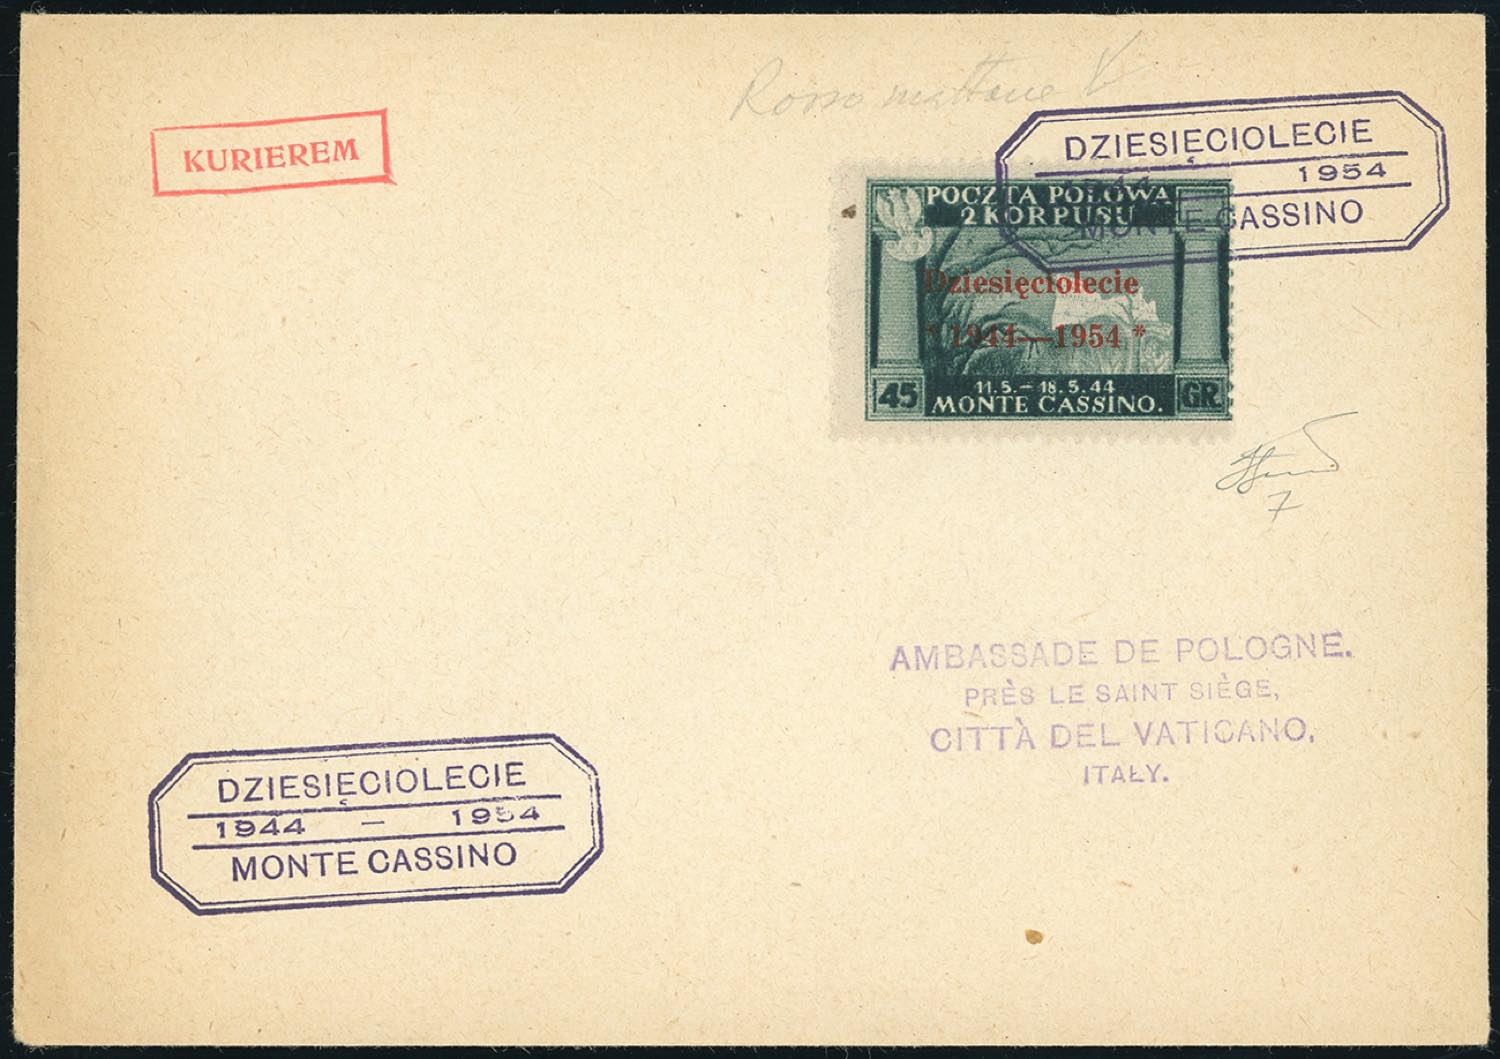 Rosso mattone
KURIEREM
DZIESIĘCIOLECIE
1944 1954
MONTE CASSINO
POCZTA POLOWA
2 KORPUSU
Dziesięciolecie
* 1944—1954 *
11.5.– 18.5.44
45 MONTE CASSINO. GR.
7
AMBASSADE DE POLOGNE.
PRÈS LE SAINT SIÈGE,
CITTÀ DEL VATICANO,
ITAŁY.
DZIESIĘCIOLECIE
1944 – 1954
MONTE CASSINO